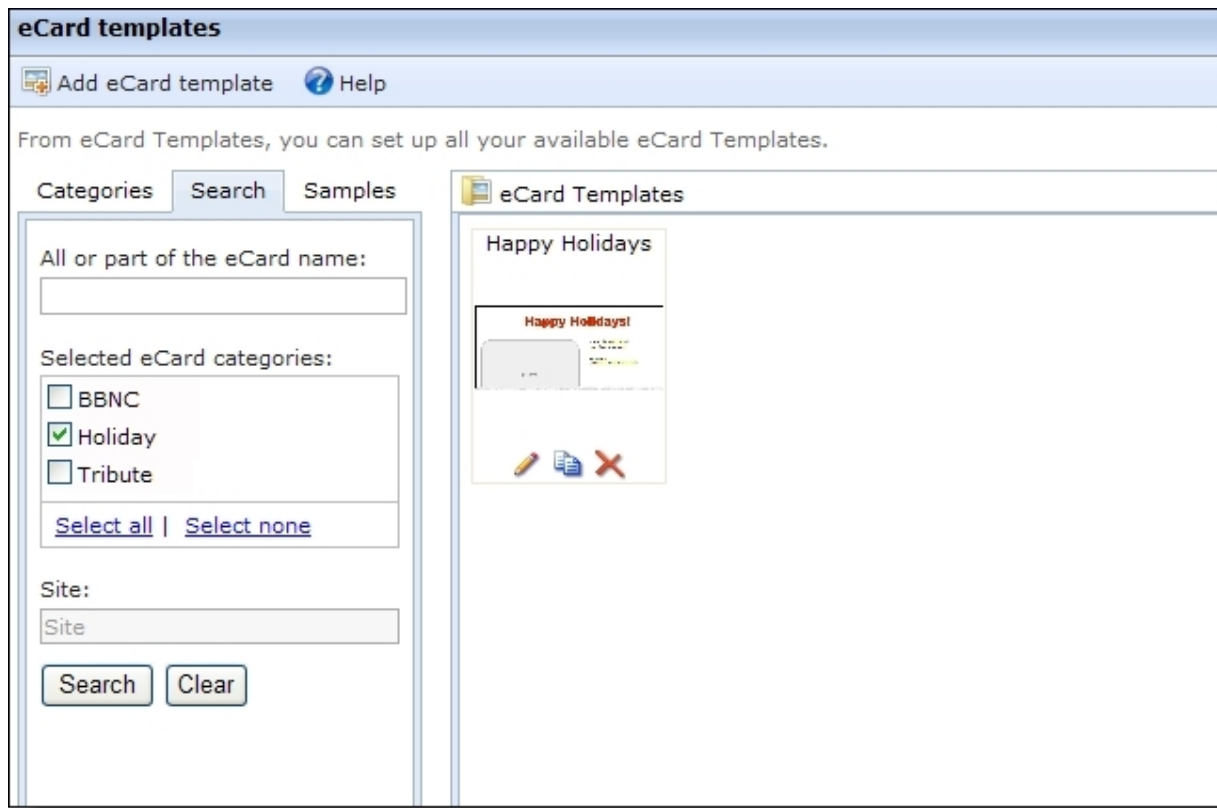 eCard templates
Add eCard template Help
From eCard Templates, you can set up all your available eCard Templates.
Categories Search Samples
All or part of the eCard name:
Selected eCard categories:
BBNC
Holiday
Tribute
Select all | Select none
Site:
Site
Search Clear
eCard Templates
Happy Holidays
Happy Holidays!